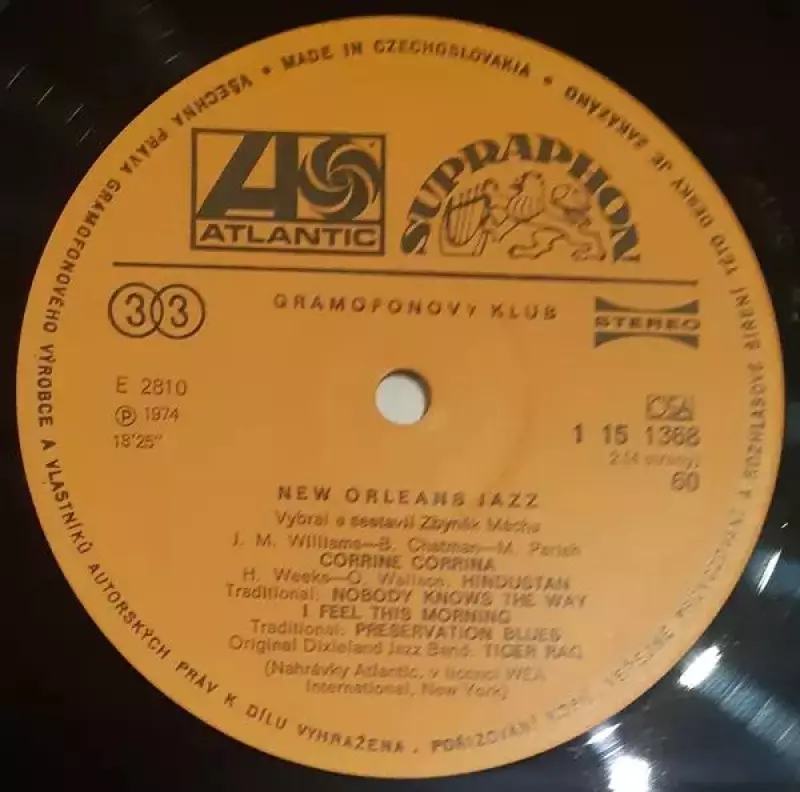 VŠECHNA PRÁVA GRAMOFONOVÉHO VÝROBCE A VLASTNÍKŮ AUTORSKÝCH PRÁV K DÍLU VYHRAŽENA. POŘIZOVÁNÍ KOPIÍ, VEŘEJNÉ A ROZHLASOVÉ ŠÍŘENÍ TÉTO DESKY JE ZAKÁZÁNO • MADE IN CZECHOSLOVAKIA •
ATLANTIC
SUPRAPHON
33
GRAMOFONOVÝ KLUB
STEREO
E 2810
Ⓟ 1974
18'25"
OSA
1 15 1368
60
NEW ORLEANS JAZZ
Vybral a sestavil Zbyněk Mácha
J. M. Williams—B. Chatman—M. Parish
CORRINE CORRINA
H. Weeks—O. Wallace: HINDUSTAN
Traditional: NOBODY KNOWS THE WAY
I FEEL THIS MORNING
Traditional: PRESERVATION BLUES
Original Dixieland Jazz Band: TIGER RAG
(Nahrávky Atlantic, v licenci WEA
International, New York)